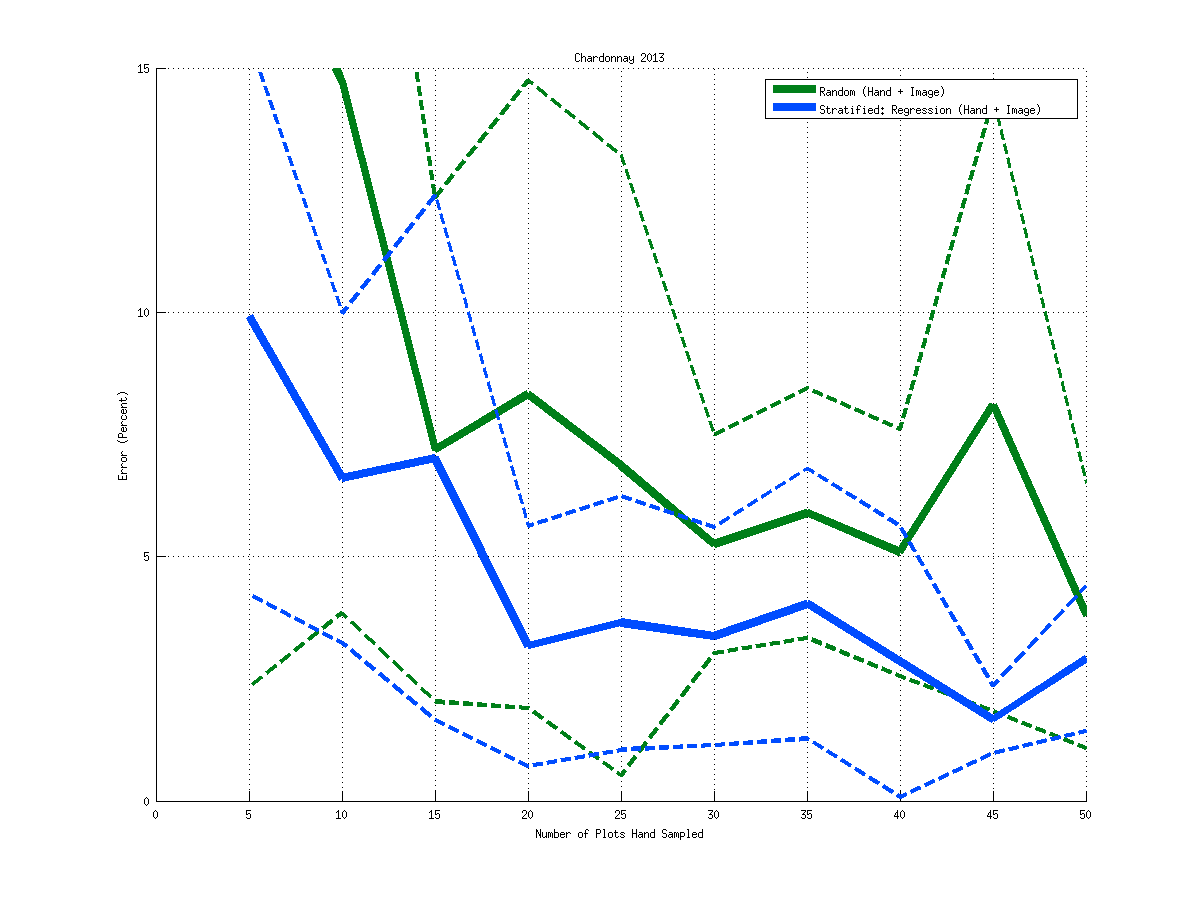 Chardonnay 2013
15
Random (Hand + Image)
Stratified: Regression (Hand + Image)
10
Error (Percent)
5
0
0 5 10 15 20 25 30 35 40 45 50
Number of Plots Hand Sampled